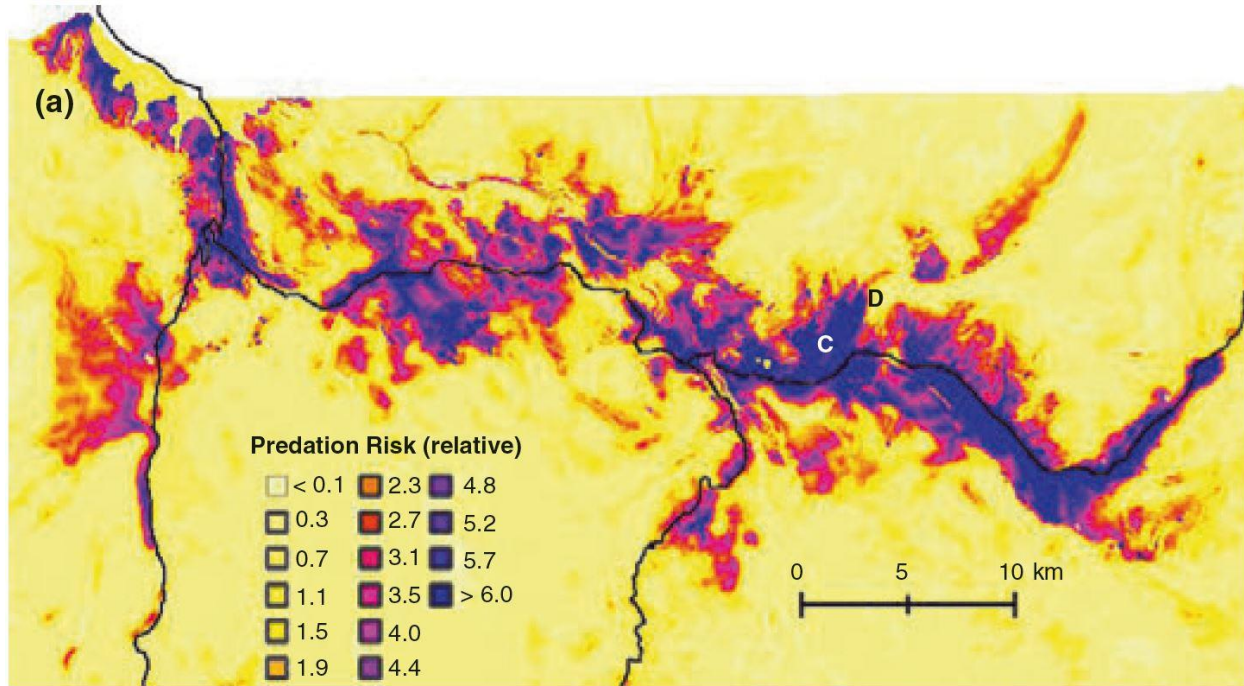 (a)
D
C
Predation Risk (relative)
< 0.1 2.3 4.8
0.3 2.7 5.2
0.7 3.1 5.7
1.1 3.5 > 6.0
1.5 4.0
1.9 4.4
0 5 10 km